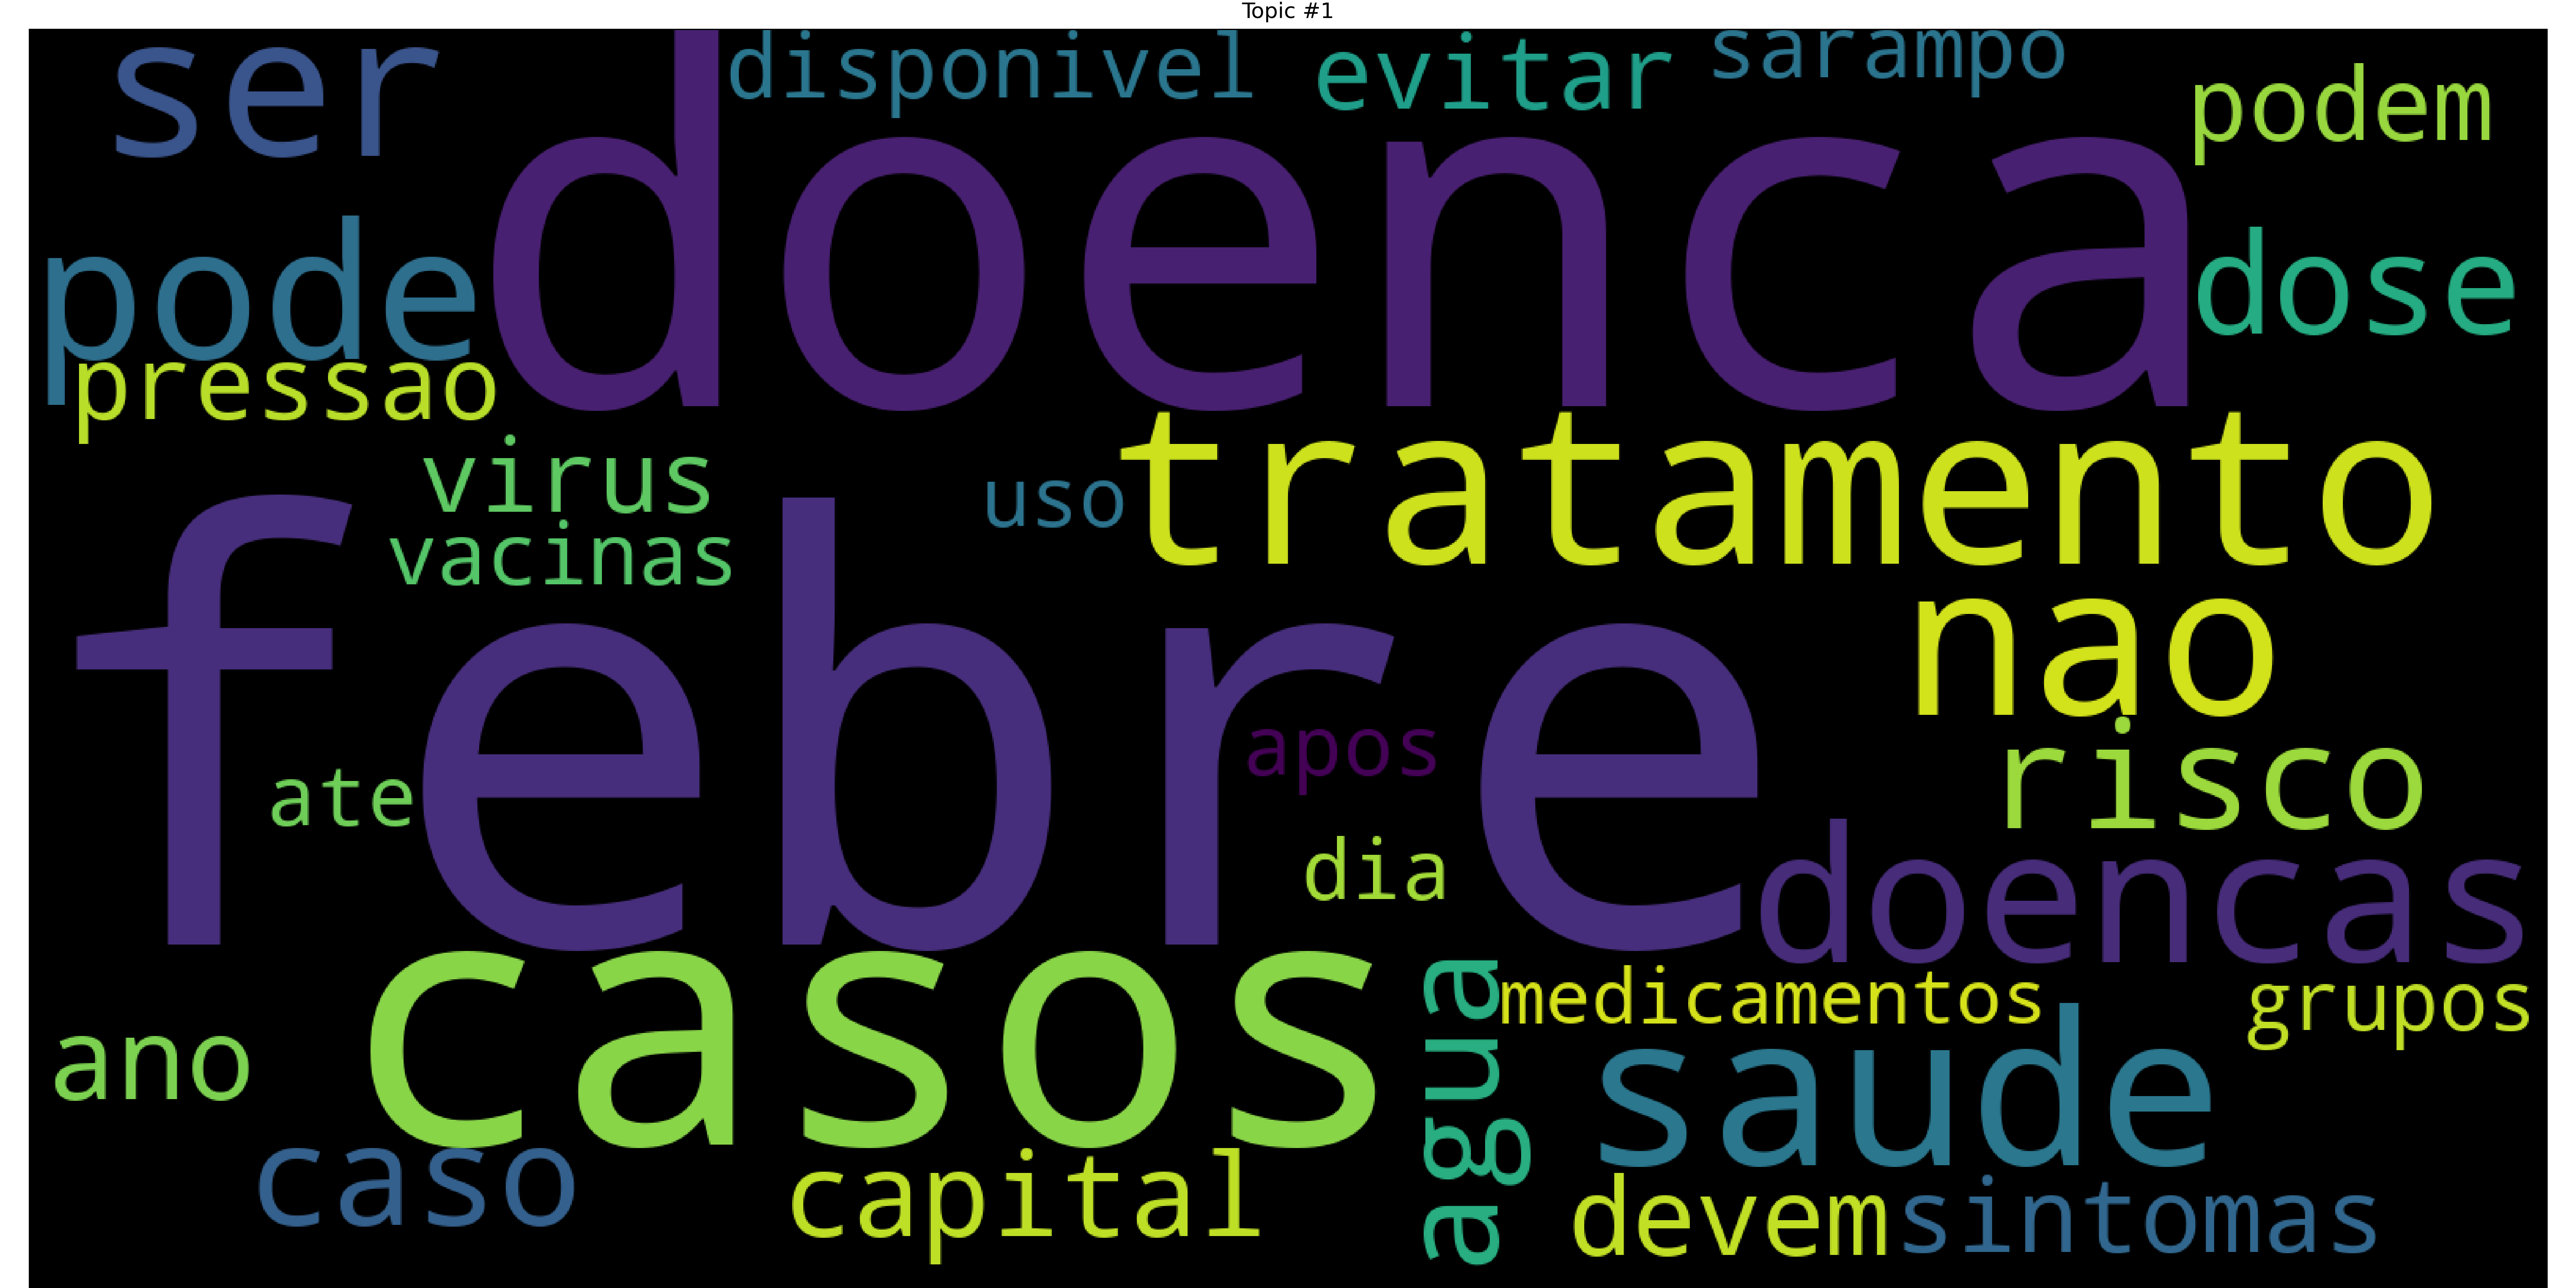 Topic #1
ser
disponivel
evitar
sarampo
podem
doenca
pode
dose
pressao
tratamento
virus
uso
vacinas
febre
nao
apos
risco
ate
dia
doencas
casos
agua
medicamentos
grupos
ano
saude
caso
capital
devem
sintomas